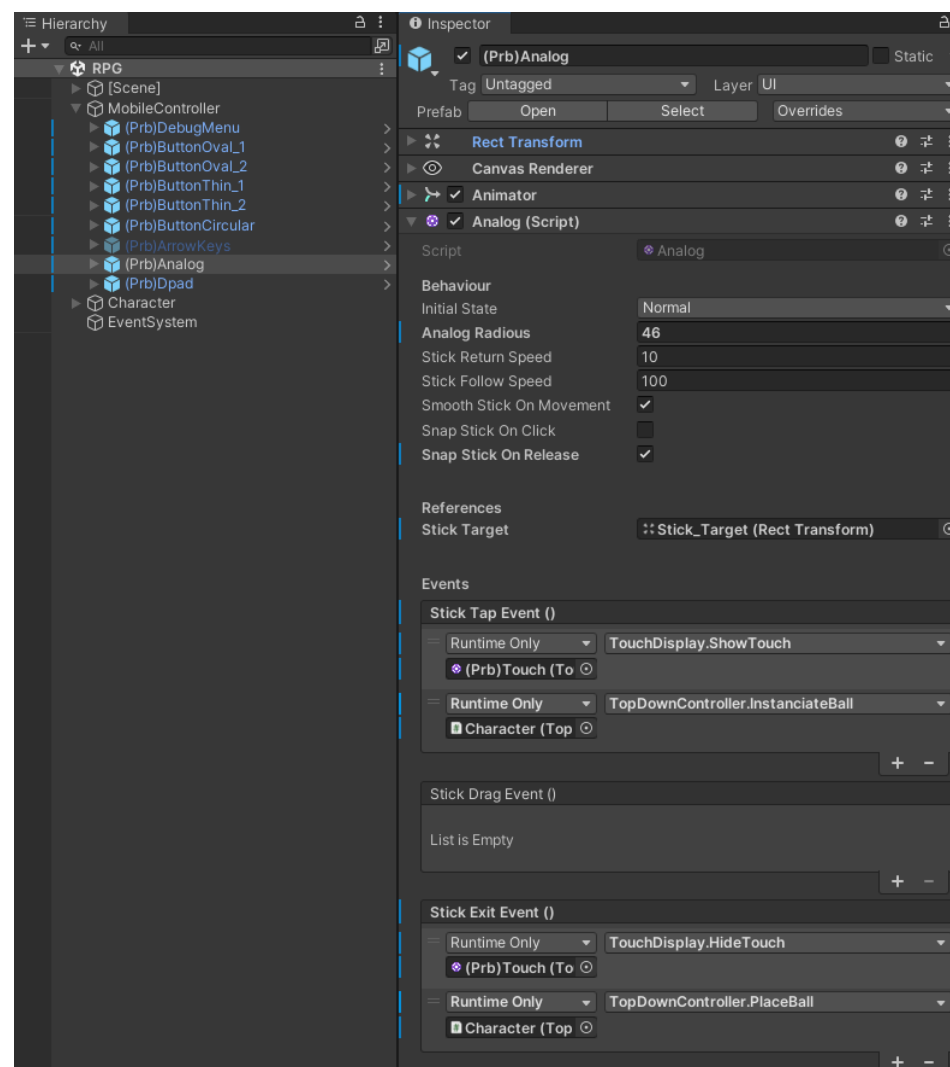 Hierarchy
All
RPG
[Scene]
MobileController
(Prb)DebugMenu
(Prb)ButtonOval_1
(Prb)ButtonOval_2
(Prb)ButtonThin_1
(Prb)ButtonThin_2
(Prb)ButtonCircular
(Prb)ArrowKeys
(Prb)Analog
(Prb)Dpad
Character
EventSystem
Inspector
(Prb)Analog Static
Tag Untagged Layer UI
Prefab Open Select Overrides
Rect Transform
Canvas Renderer
Animator
Analog (Script)
Script Analog
Behaviour
Initial State Normal
Analog Radious 46
Stick Return Speed 10
Stick Follow Speed 100
Smooth Stick On Movement
Snap Stick On Click
Snap Stick On Release
References
Stick Target Stick_Target (Rect Transform)
Events
Stick Tap Event ()
Runtime Only TouchDisplay.ShowTouch
(Prb)Touch (To
Runtime Only TopDownController.InstanciateBall
Character (Top
Stick Drag Event ()
List is Empty
Stick Exit Event ()
Runtime Only TouchDisplay.HideTouch
(Prb)Touch (To
Runtime Only TopDownController.PlaceBall
Character (Top